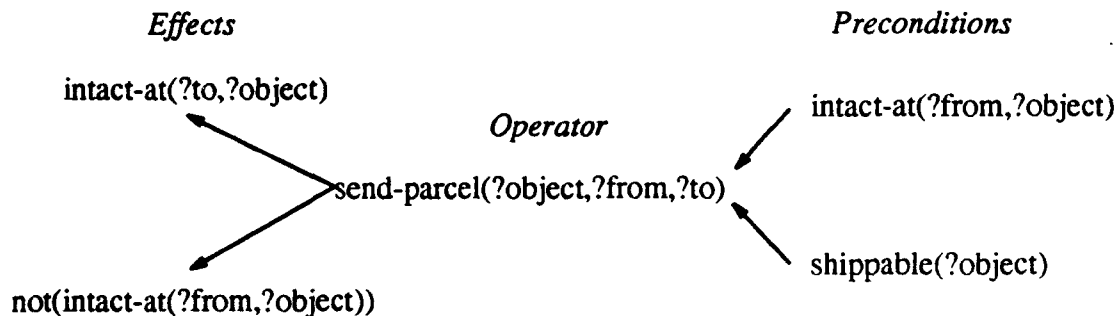 Effects
Preconditions
intact-at(?to,?object)
intact-at(?from,?object)
Operator
send-parcel(?object,?from,?to)
shippable(?object)
not(intact-at(?from,?object))